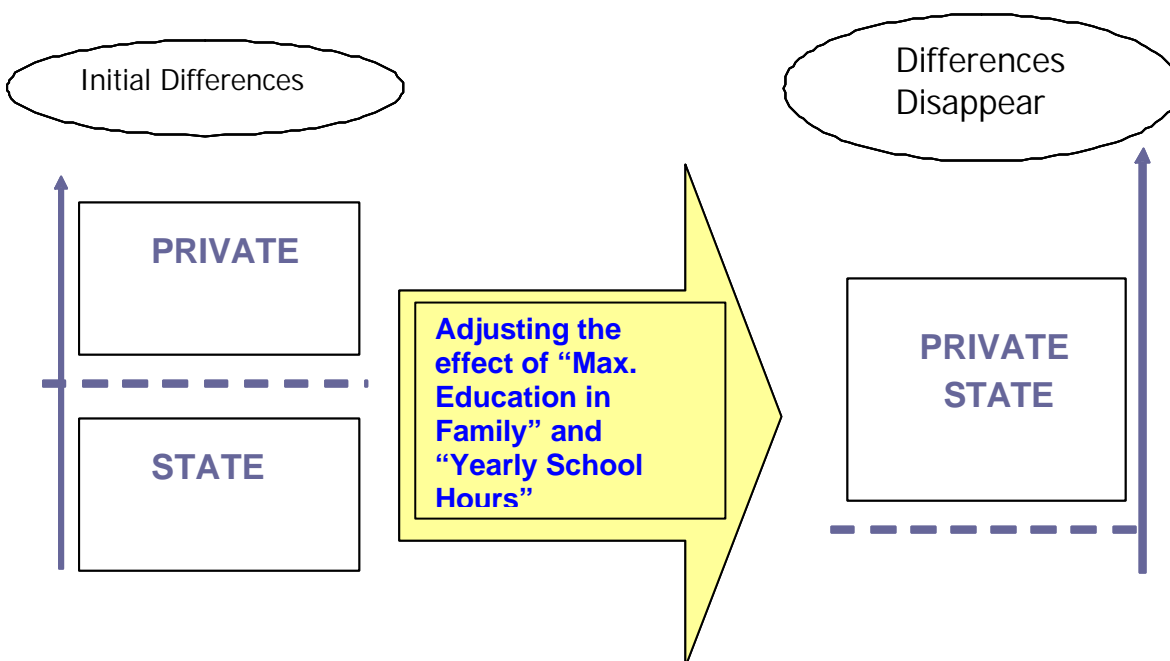 Initial Differences
Differences
Disappear
PRIVATE
STATE
Adjusting the
effect of “Max.
Education in
Family” and
“Yearly School
Hours”
PRIVATE
STATE